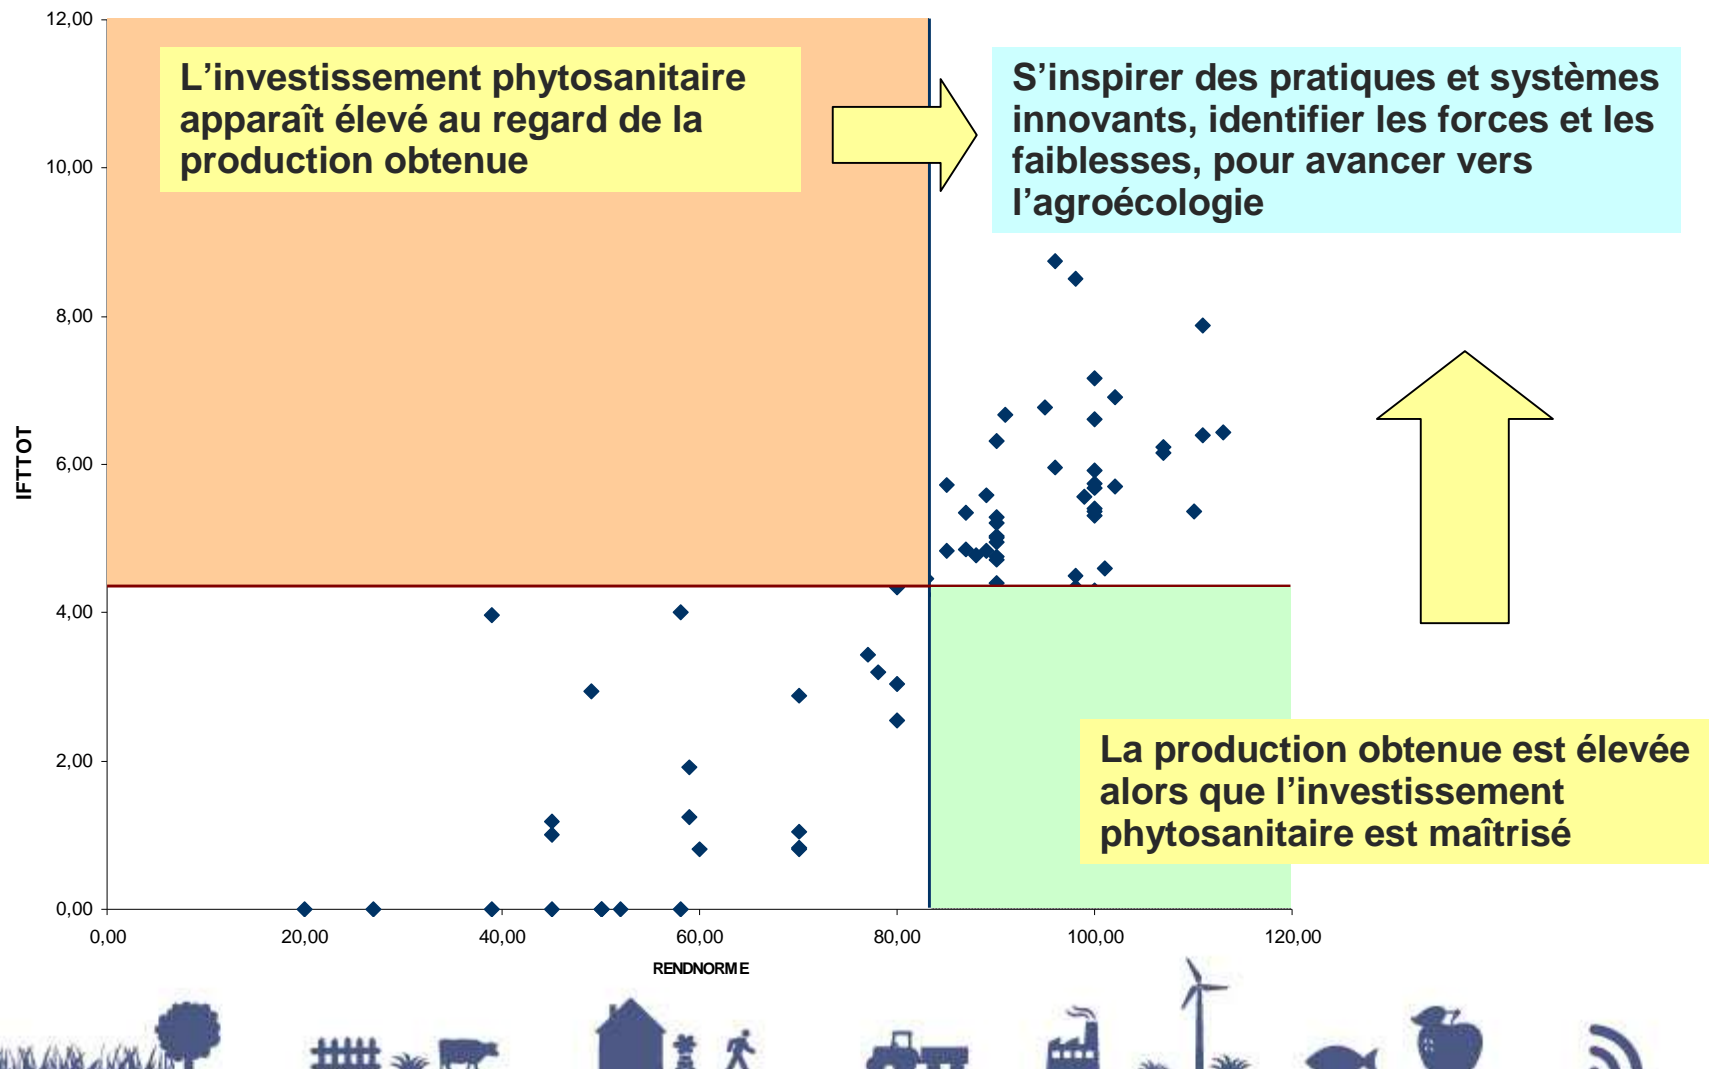 12,00
L'investissement phytosanitaire
apparaît élevé au regard de la
production obtenue
S'inspirer des pratiques et systèmes
innovants, identifier les forces et les
faiblesses, pour avancer vers
l'agroécologie
10,00
8,00
IFTTOT
6,00
4,00
2,00
La production obtenue est élevée
alors que l'investissement
phytosanitaire est maîtrisé
0,00
0,00 20,00 40,00 60,00 80,00 100,00 120,00
RENDNORME